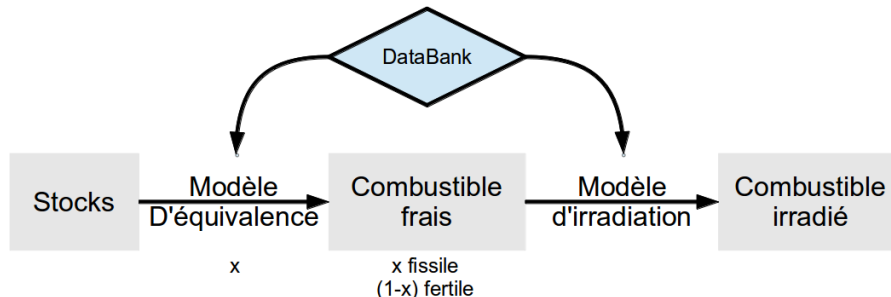 DataBank
Stocks
Modèle
D'équivalence
Combustible
frais
Modèle
d'irradiation
Combustible
irradié
x
x fissile
(1-x) fertile